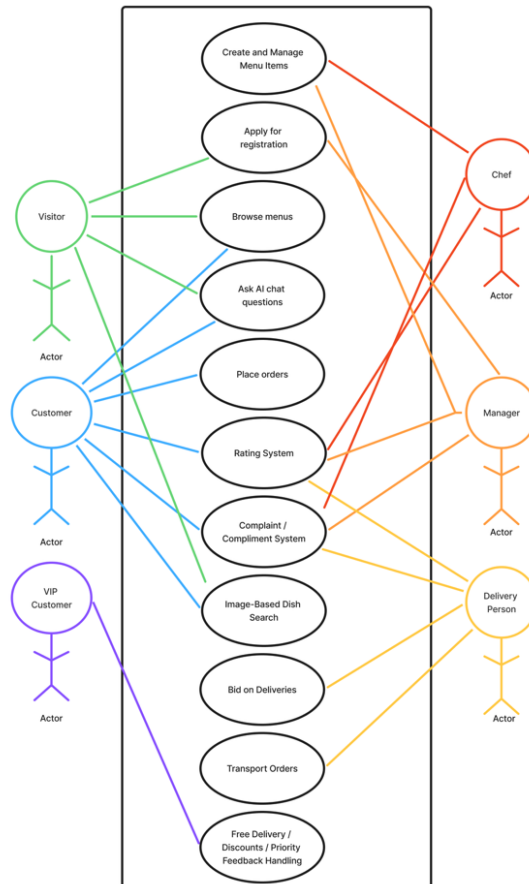 Create and Manage
Menu Items
Apply for
registration
Chef
Visitor
Browse menus
Ask AI chat
questions
Actor
Actor
Place orders
Customer
Manager
Rating System
Complaint /
Compliment System
Actor
Actor
VIP
Customer
Image-Based Dish
Search
Delivery
Person
Bid on Deliveries
Actor
Actor
Transport Orders
Free Delivery /
Discounts / Priority
Feedback Handling